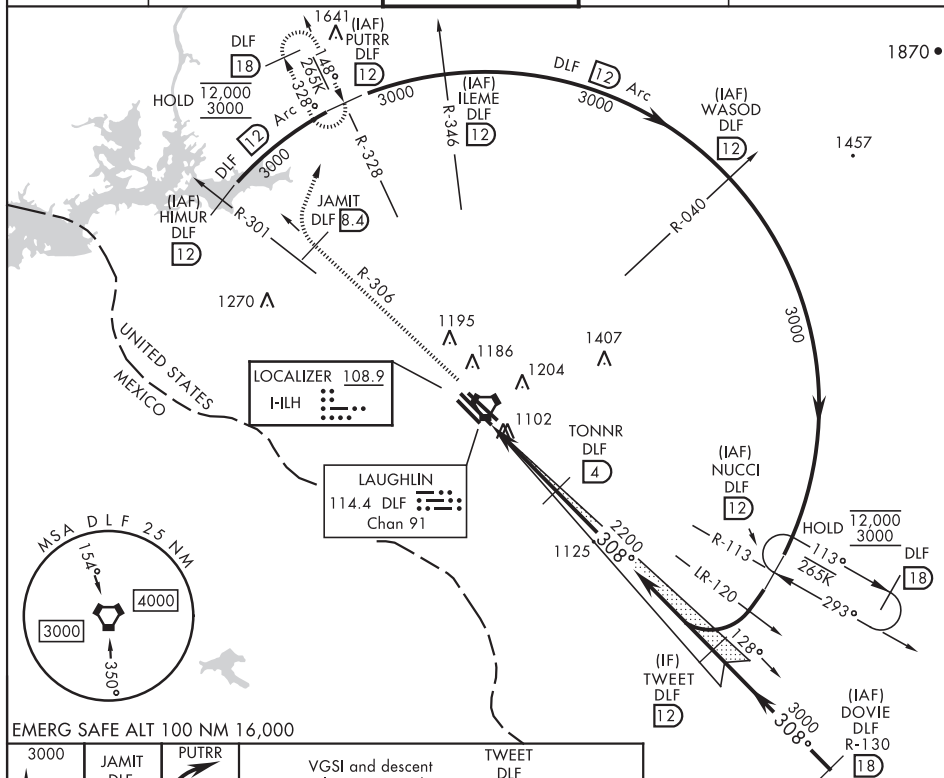 1641
(IAF)
PUTRR
DLF
12
DLF
18
HOLD 12,000
3000
148°
265K
328°
DLF 12 Arc
3000
3000
DLF 12 Arc
3000
(IAF)
ILEME
DLF
12
R-346
R-328
(IAF)
WASOD
DLF
12
R-040
1870
1457
(IAF)
HIMUR
DLF
12
R-301
JAMIT
DLF 8.4
R-306
1270
UNITED STATES
MEXICO
1195
1186
1204
1407
1102
LOCALIZER 108.9
I-ILH
LAUGHLIN
114.4 DLF
Chan 91
TONNR
DLF
4
3000
(IAF)
NUCCI
DLF
12
HOLD 12,000
3000
DLF
18
R-113
113°
265K
293°
LR-120
2200
308°
1125
128°
(IF)
TWEET
DLF
12
3000
308°
(IAF)
DOVIE
DLF
R-130
18
MSA DLF 25 NM
154°
4000
3000
350°
EMERG SAFE ALT 100 NM 16,000
3000
JAMIT
DLF
PUTRR
VGSI and descent
TWEET
DLF